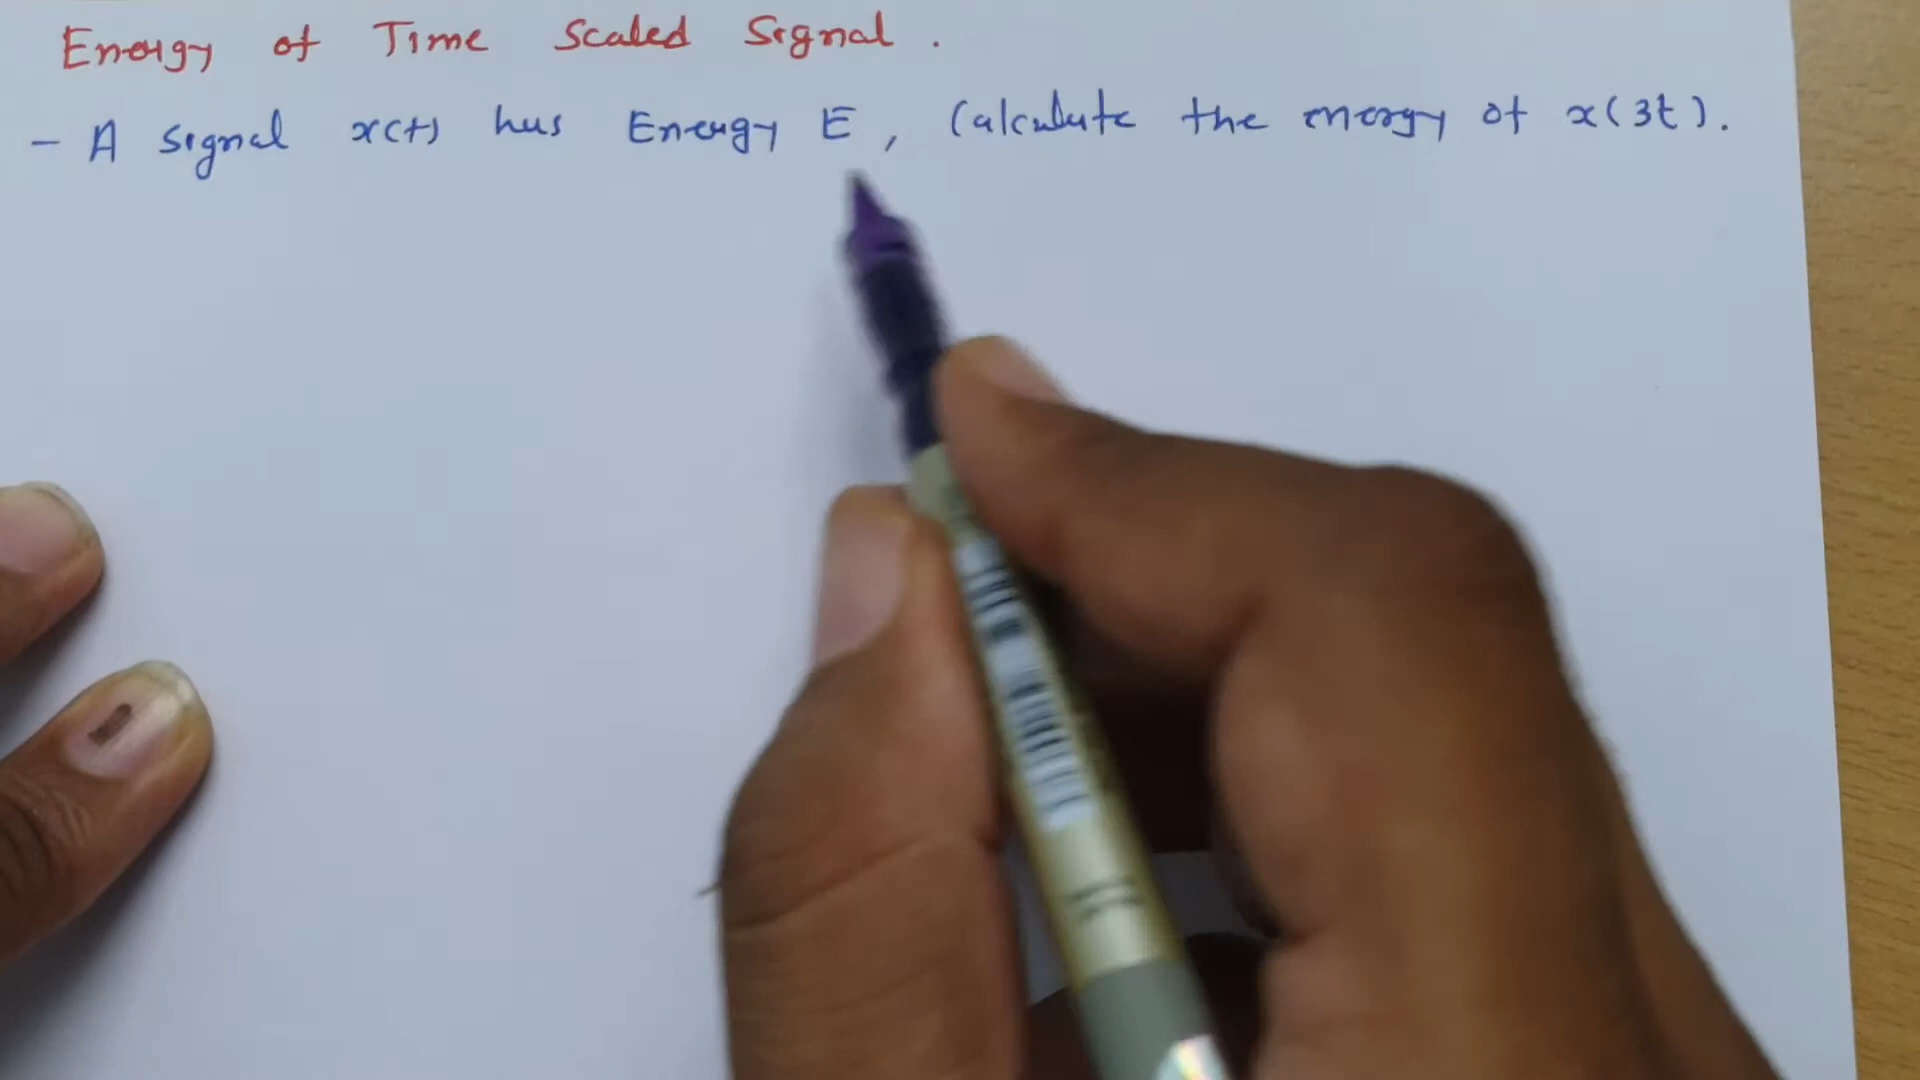 Energy of Time Scaled Signal.
- A Signal x(t) has Energy E, Calculate the energy of x(3t).